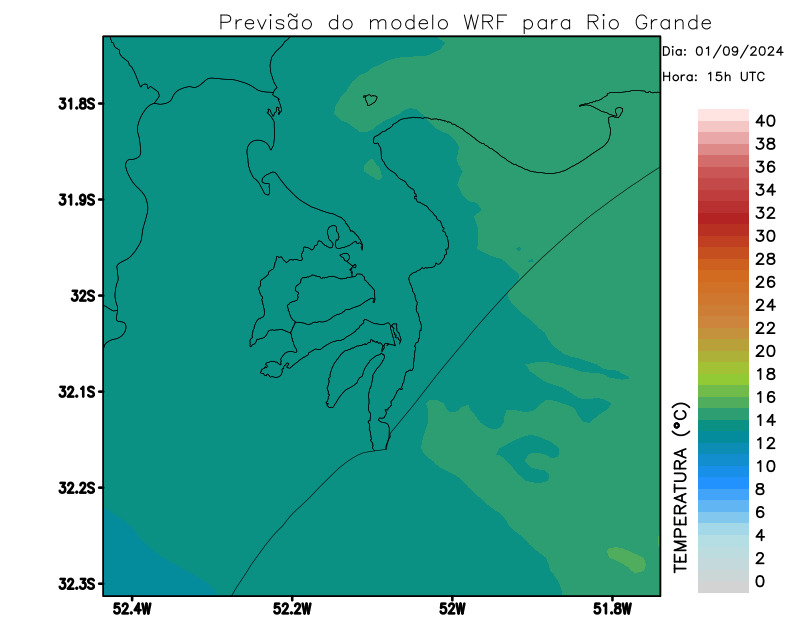 Previsão do modelo WRF para Rio Grande
Dia: 01/09/2024
Hora: 15h UTC
31.8S
31.9S
32S
32.1S
32.2S
32.3S
52.4W
52.2W
52W
51.8W
TEMPERATURA (°C)
40
38
36
34
32
30
28
26
24
22
20
18
16
14
12
10
8
6
4
2
0